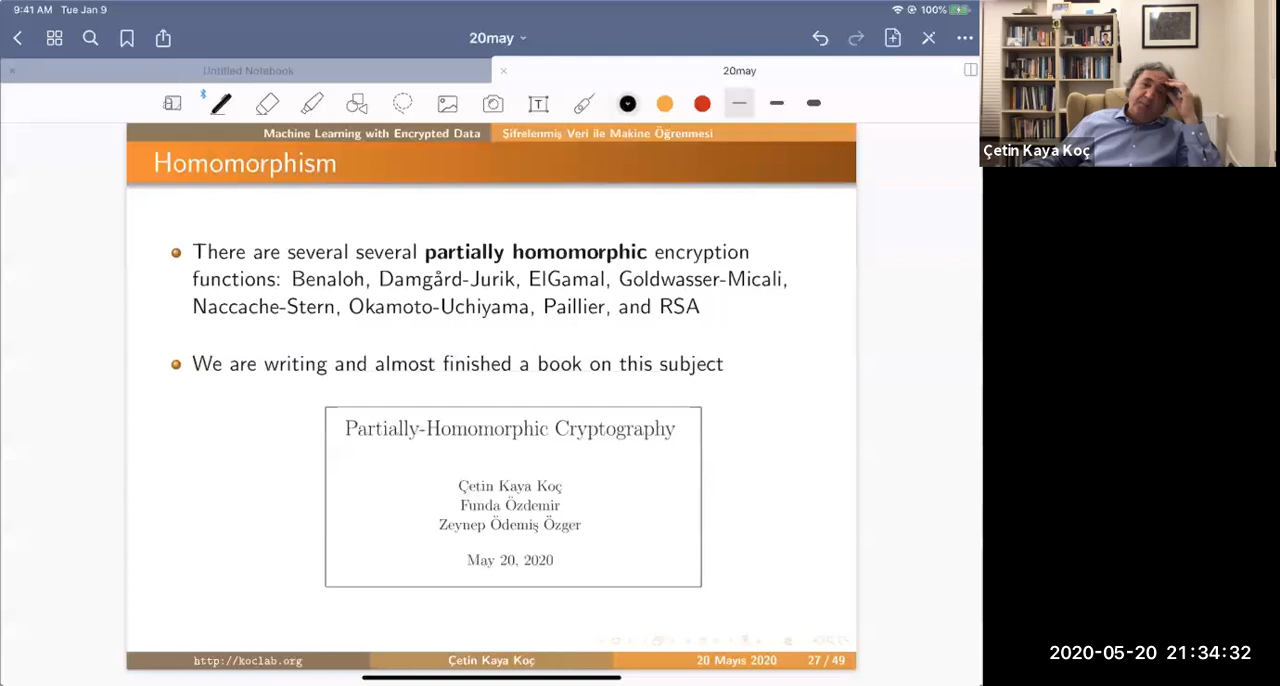 9:41 AM Tue Jan 9
100%
20may
Untitled Notebook
20may
T
Machine Learning with Encrypted Data
Şifrelenmiş Veri ile Makine Öğrenmesi
Homomorphism
There are several several partially homomorphic encryption
functions: Benaloh, Damgård-Jurik, ElGamal, Goldwasser-Micali,
Naccache-Stern, Okamoto-Uchiyama, Paillier, and RSA
We are writing and almost finished a book on this subject
Partially-Homomorphic Cryptography
Çetin Kaya Koç
Funda Özdemir
Zeynep Ödemiş Özger
May 20, 2020
http://koclab.org
Çetin Kaya Koç
20 Mayıs 2020
27 / 49
Çetin Kaya Koç
2020-05-20 21:34:32